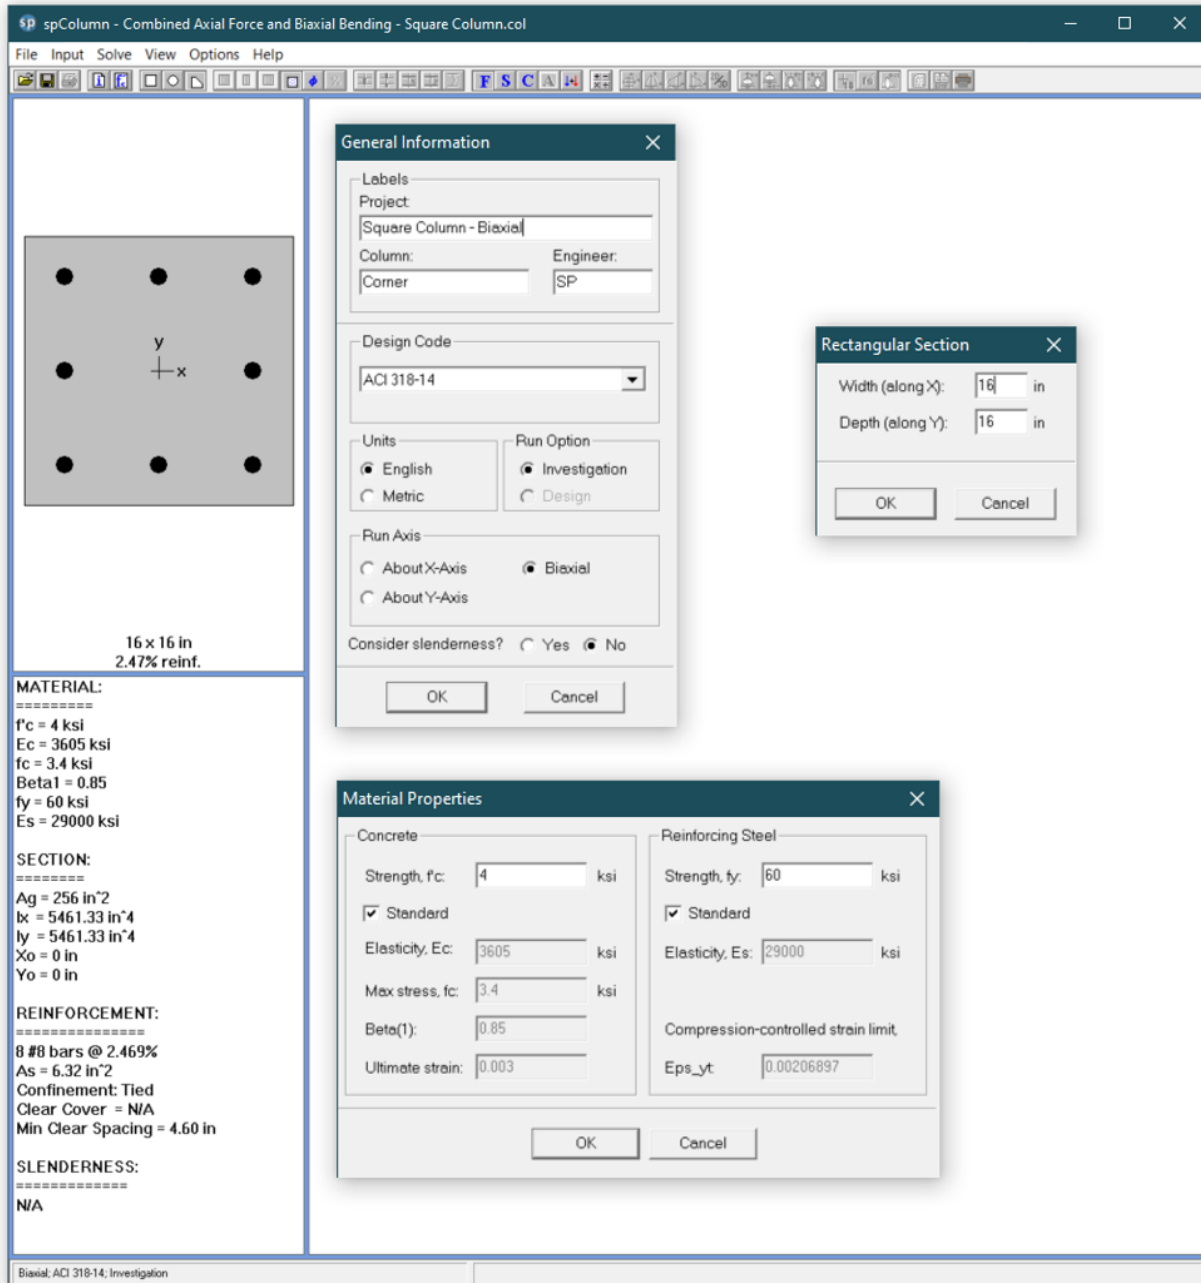 sp spColumn - Combined Axial Force and Biaxial Bending - Square Column.col
File Input Solve View Options Help
F S C A
y
x
16 x 16 in
2.47% reinf.
MATERIAL:
=========
f'c = 4 ksi
Ec = 3605 ksi
fc = 3.4 ksi
Beta1 = 0.85
fy = 60 ksi
Es = 29000 ksi
SECTION:
========
Ag = 256 in^2
Ix = 5461.33 in^4
Iy = 5461.33 in^4
Xo = 0 in
Yo = 0 in
REINFORCEMENT:
===============
8 #8 bars @ 2.469%
As = 6.32 in^2
Confinement: Tied
Clear Cover = N/A
Min Clear Spacing = 4.60 in
SLENDERNESS:
=============
N/A
General Information
Labels
Project:
Square Column - Biaxial
Column: Engineer:
Corner SP
Design Code
ACI 318-14
Units Run Option
English Investigation
Metric Design
Run Axis
About X-Axis Biaxial
About Y-Axis
Consider slenderness? Yes No
OK Cancel
Rectangular Section
Width (along X): 16 in
Depth (along Y): 16 in
OK Cancel
Material Properties
Concrete
Strength, f'c: 4 ksi
Standard
Elasticity, Ec: 3605 ksi
Max stress, fc: 3.4 ksi
Beta(1): 0.85
Ultimate strain: 0.003
Reinforcing Steel
Strength, fy: 60 ksi
Standard
Elasticity, Es: 29000 ksi
Compression-controlled strain limit,
Eps_yt: 0.00206897
OK Cancel
Biaxial; ACI 318-14; Investigation